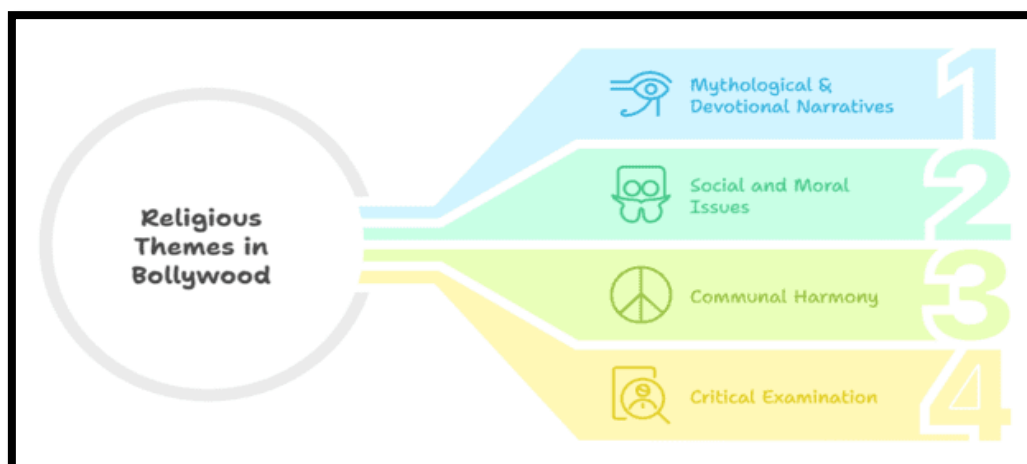 Religious
Themes in
Bollywood
Mythological &
Devotional Narratives
1
Social and Moral
Issues
2
Communal Harmony
3
Critical Examination
4